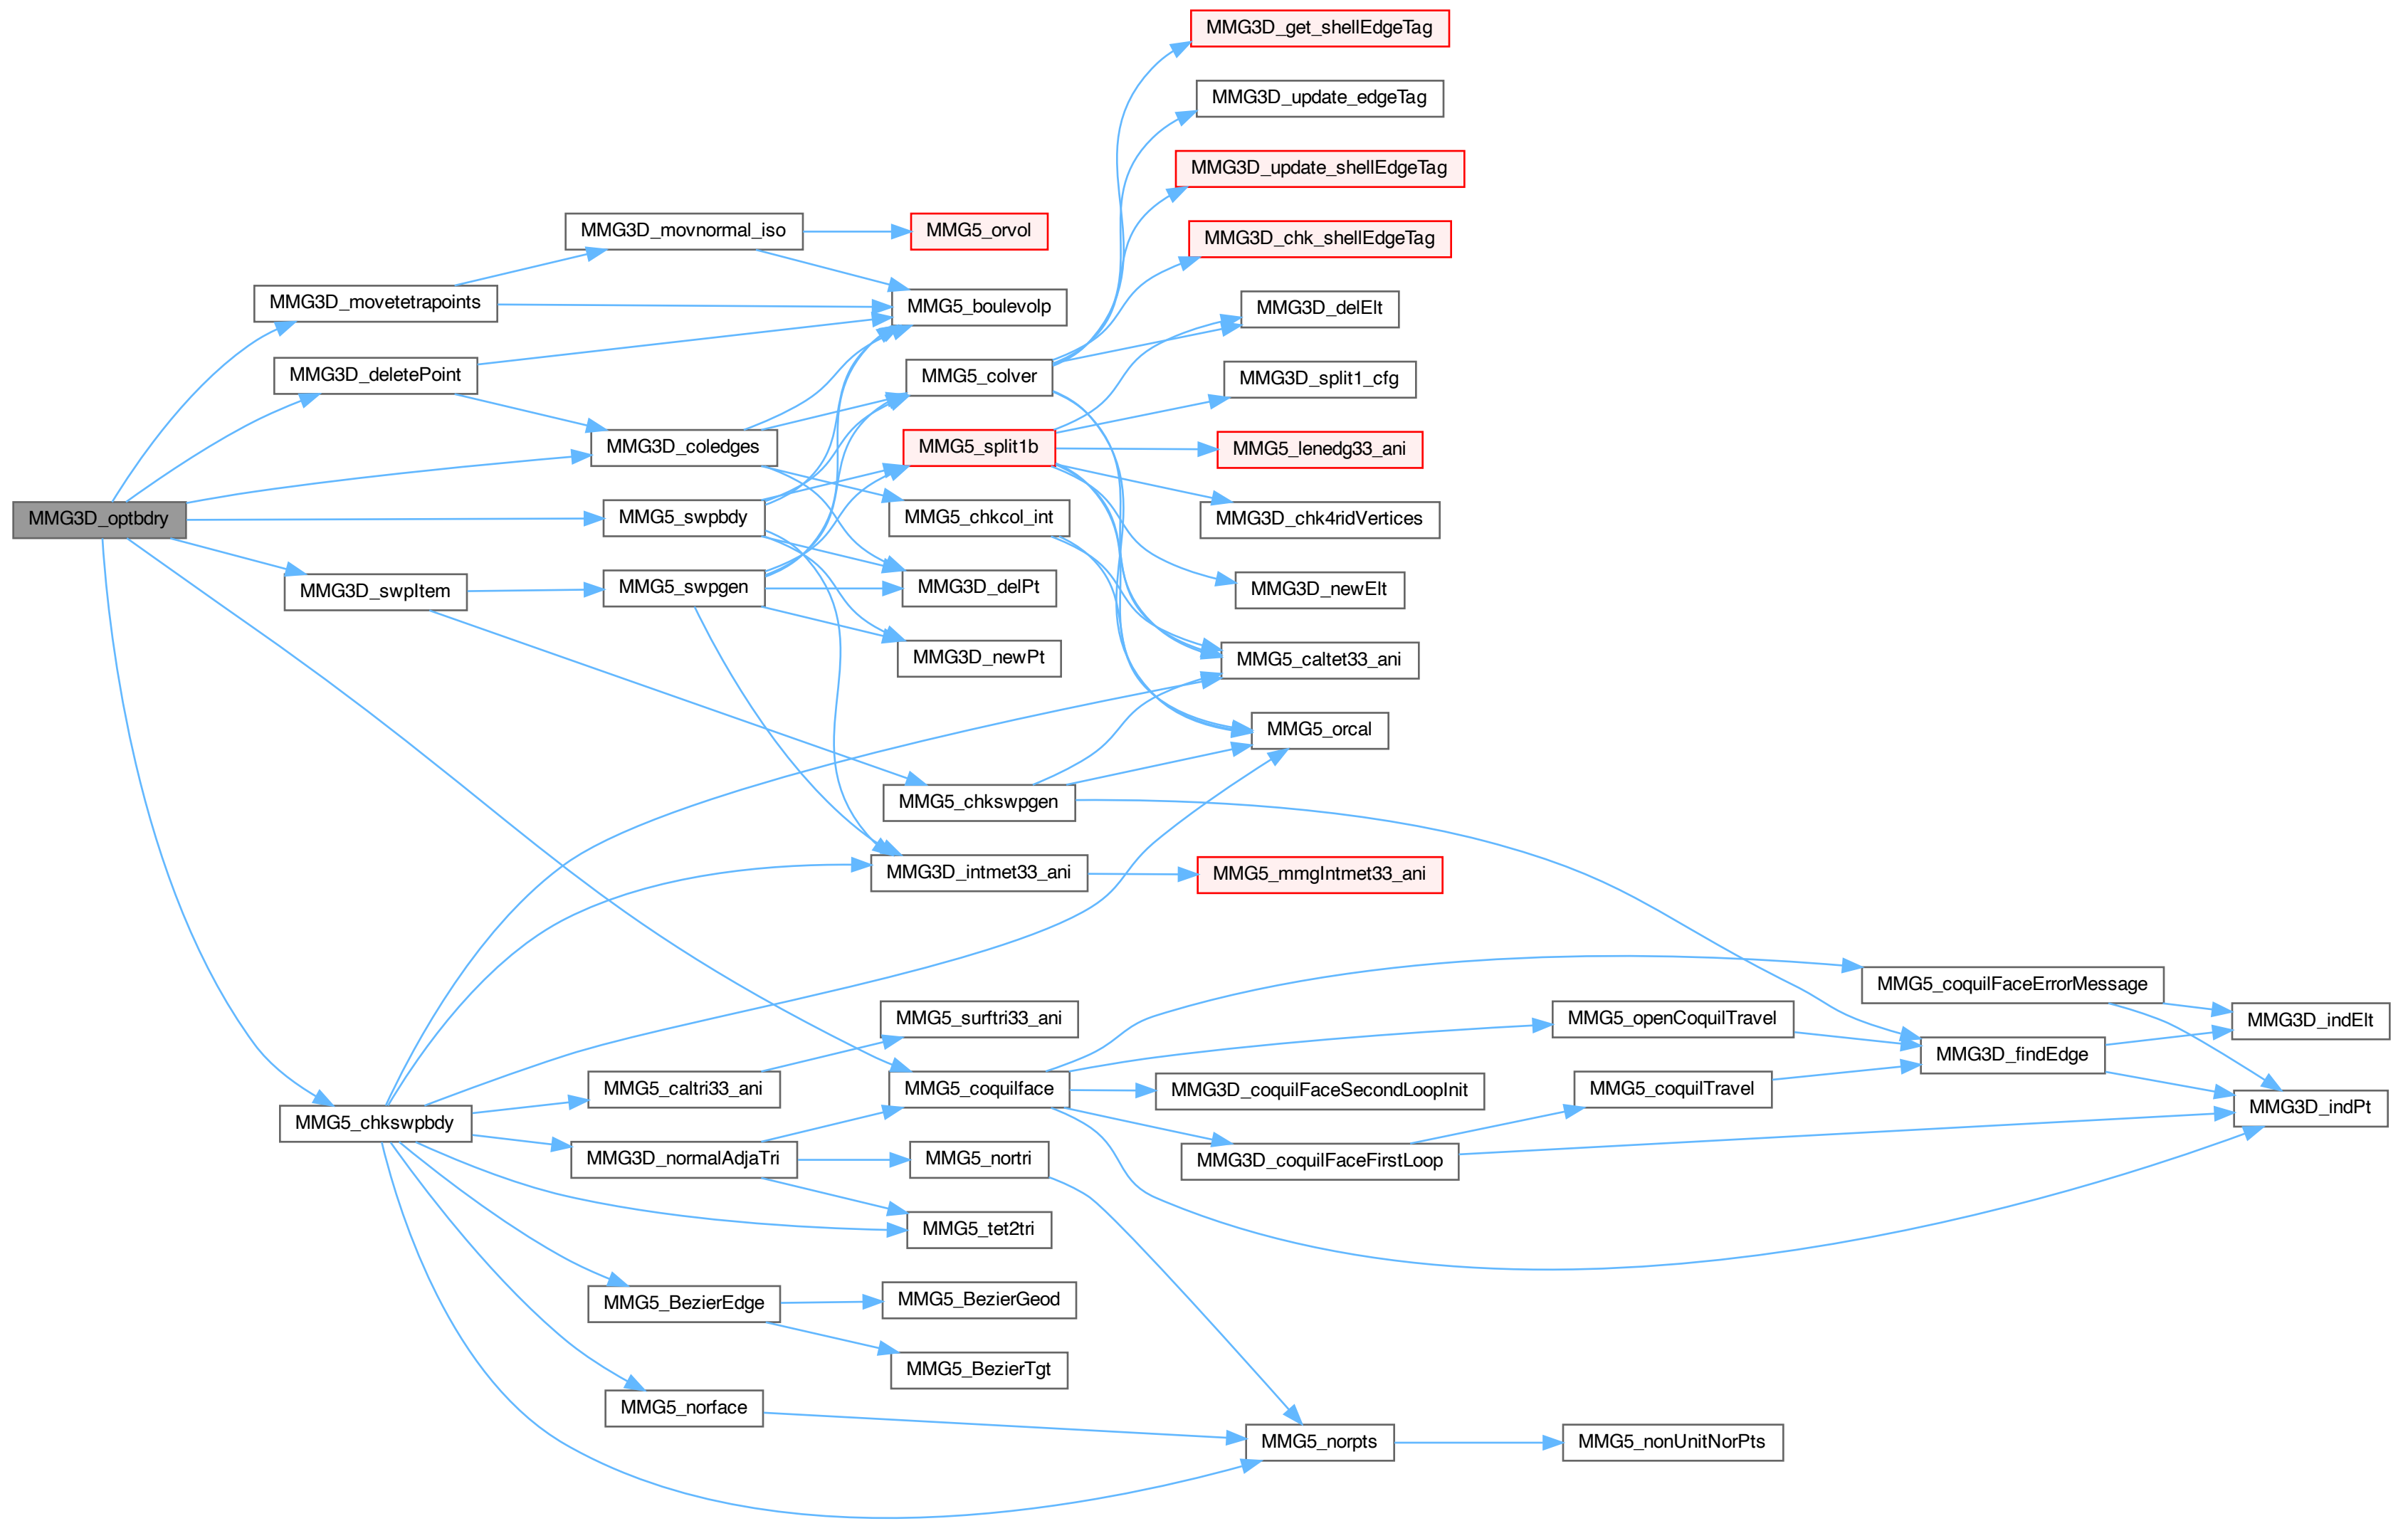 MMG3D_get_shellEdgeTag
MMG3D_update_edgeTag
MMG3D_update_shellEdgeTag
MMG3D_movnormal_iso
MMG5_orvol
MMG3D_chk_shellEdgeTag
MMG3D_movetetrapoints
MMG5_boulevolp
MMG3D_delElt
MMG3D_deletePoint
MMG5_colver
MMG3D_split1_cfg
MMG3D_coledges
MMG5_split1b
MMG5_lenedg33_ani
MMG3D_optbdry
MMG5_swpbdy
MMG5_chkcol_int
MMG3D_chk4ridVertices
MMG3D_swpItem
MMG5_swpgen
MMG3D_delPt
MMG3D_newElt
MMG3D_newPt
MMG5_caltet33_ani
MMG5_orcal
MMG5_chkswpgen
MMG3D_intmet33_ani
MMG5_mmgIntmet33_ani
MMG5_coquilFaceErrorMessage
MMG5_surftri33_ani
MMG5_openCoquilTravel
MMG3D_indElt
MMG3D_findEdge
MMG5_caltri33_ani
MMG5_coquilface
MMG3D_coquilFaceSecondLoopInit
MMG5_coquilTravel
MMG3D_indPt
MMG5_chkswpbdy
MMG3D_normalAdjaTri
MMG5_nortri
MMG3D_coquilFaceFirstLoop
MMG5_tet2tri
MMG5_BezierEdge
MMG5_BezierGeod
MMG5_BezierTgt
MMG5_norface
MMG5_norpts
MMG5_nonUnitNorPts